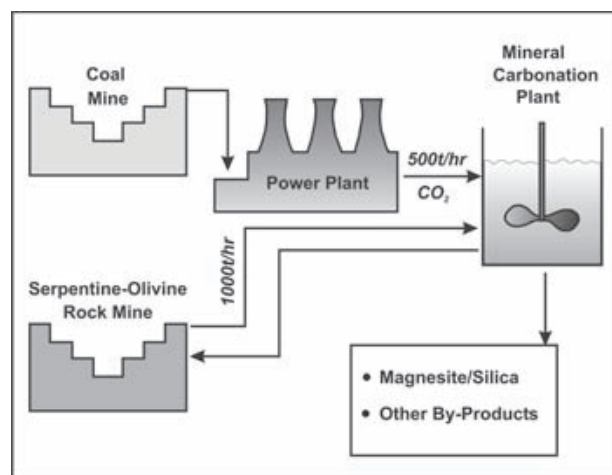 Coal
Mine
Mineral
Carbonation
Plant
Power Plant
500t/hr
CO₂
1000t/hr
Serpentine-Olivine
Rock Mine
• Magnesite/Silica
• Other By-Products